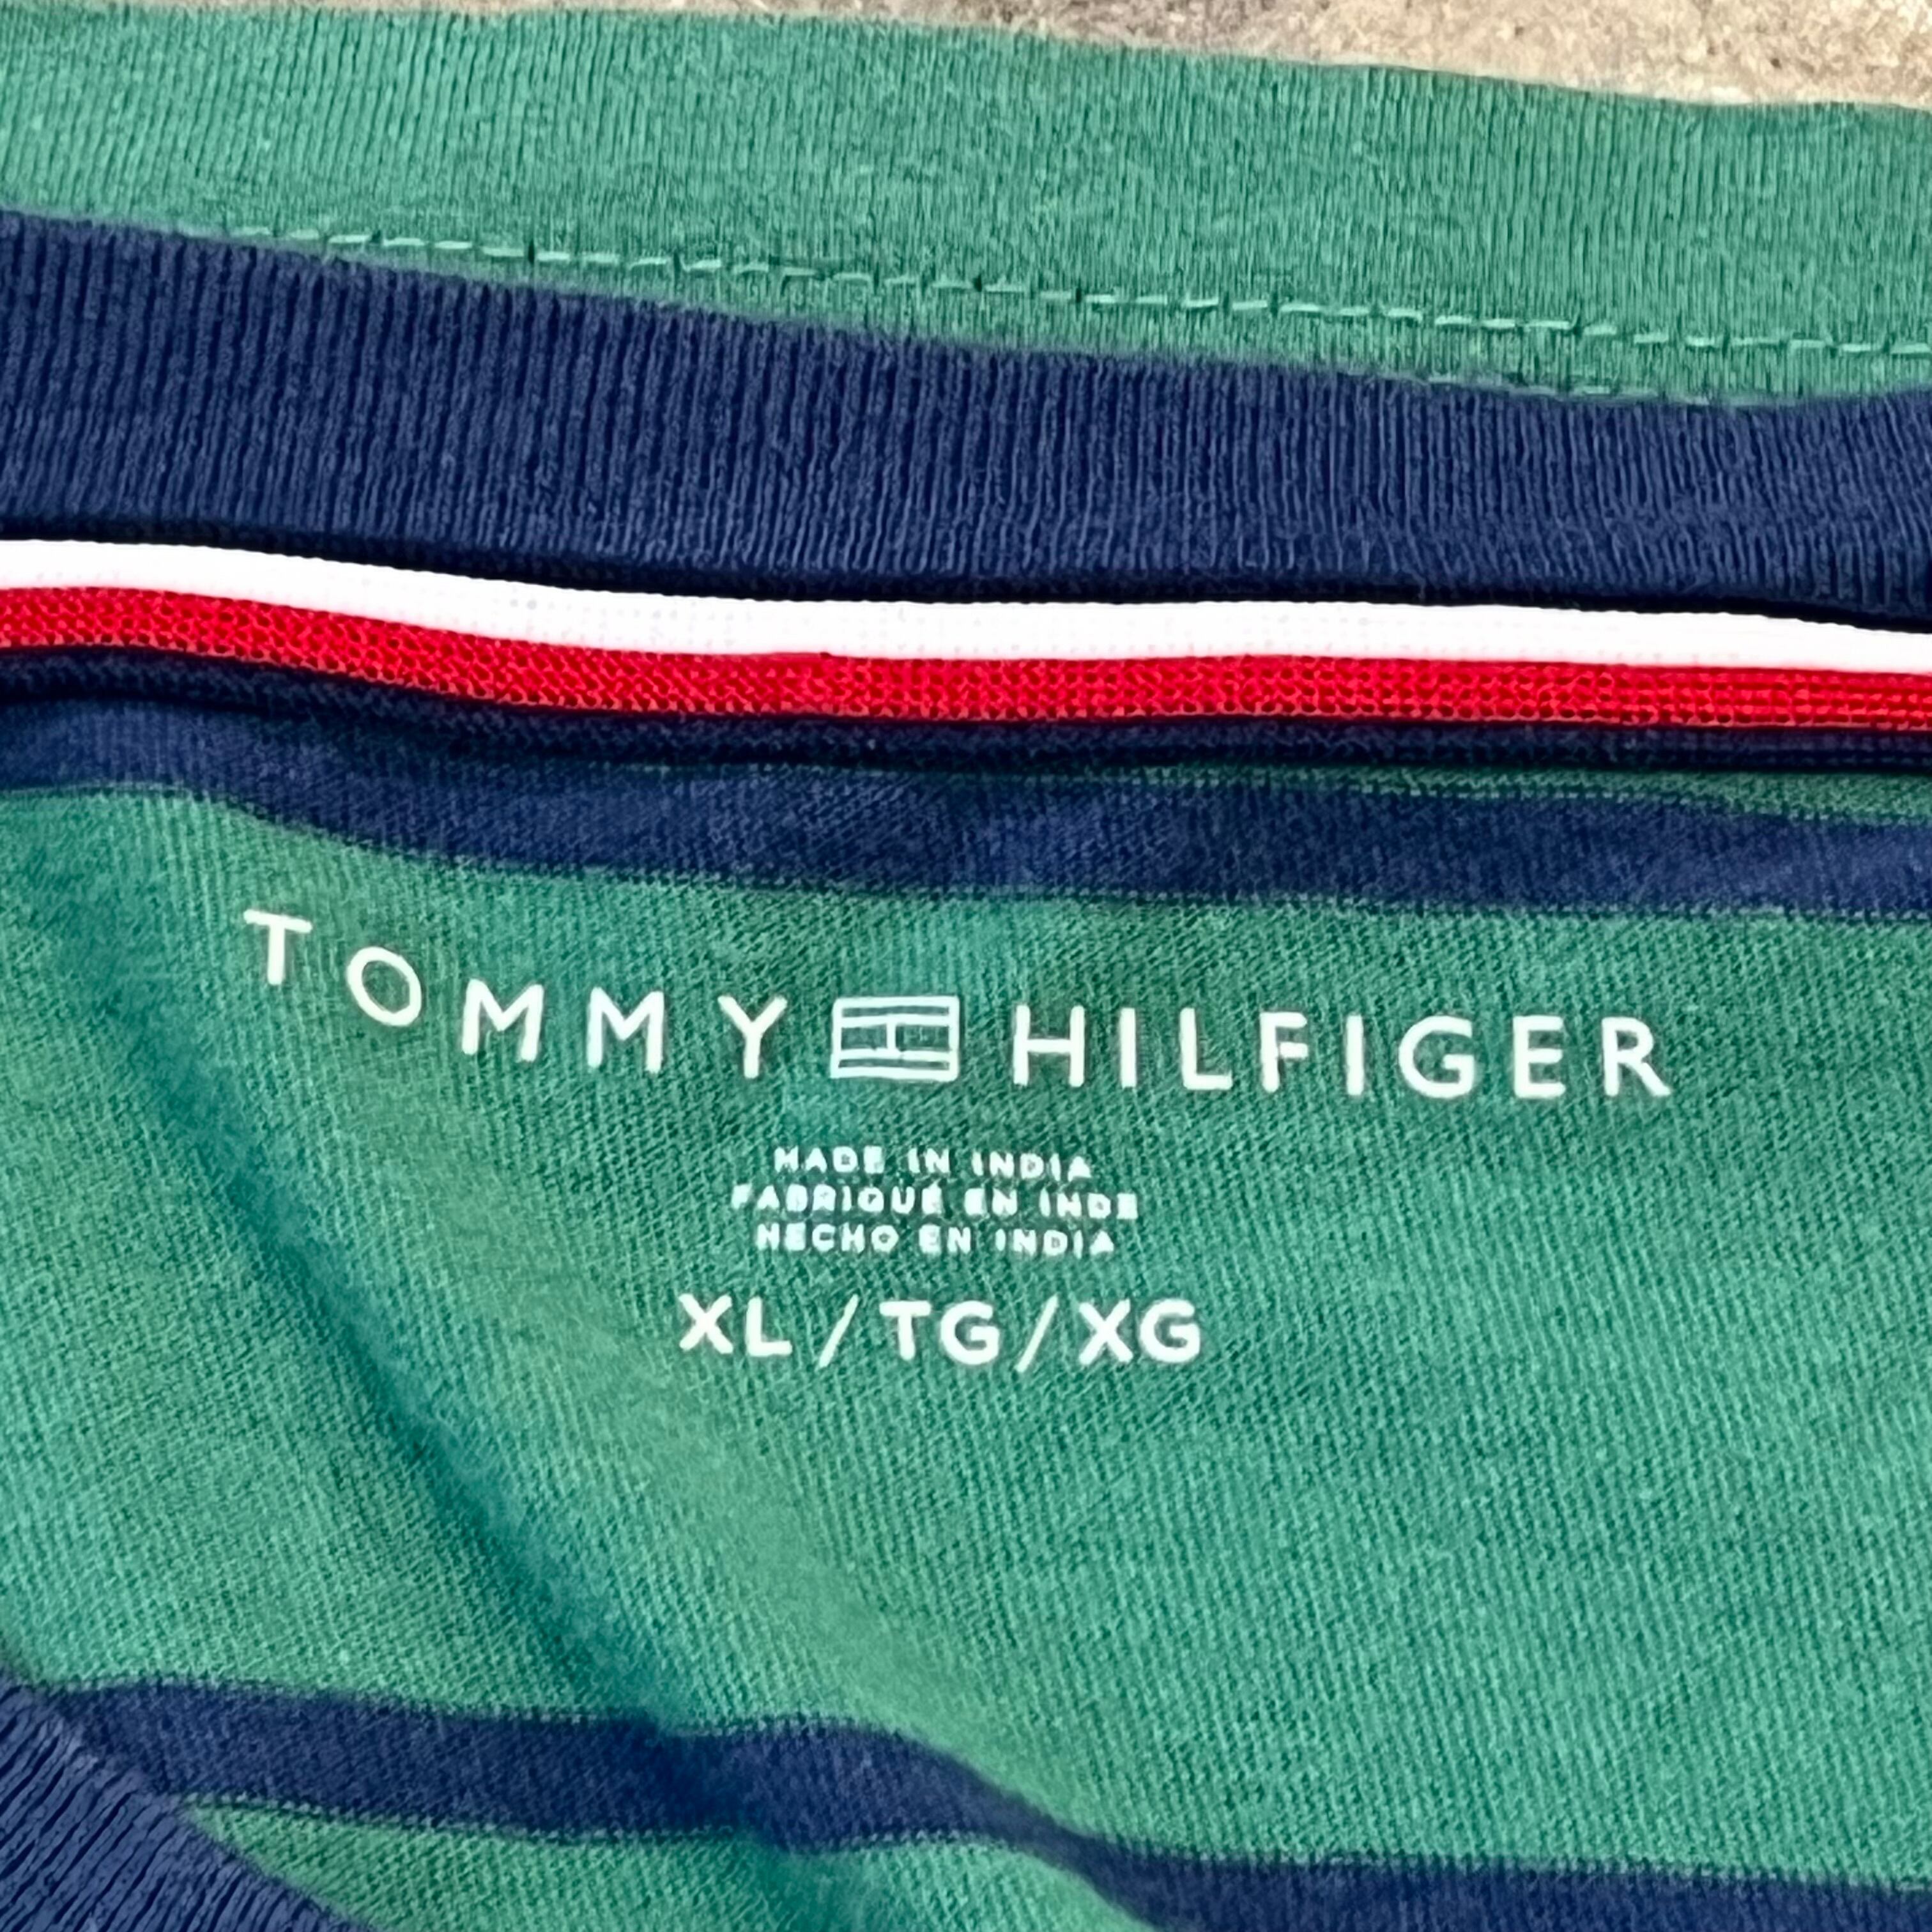 TOMMY HILFIGER
MADE IN INDIA
FABRIQUÉ EN INDE
HECHO EN INDIA
XL / TG / XG